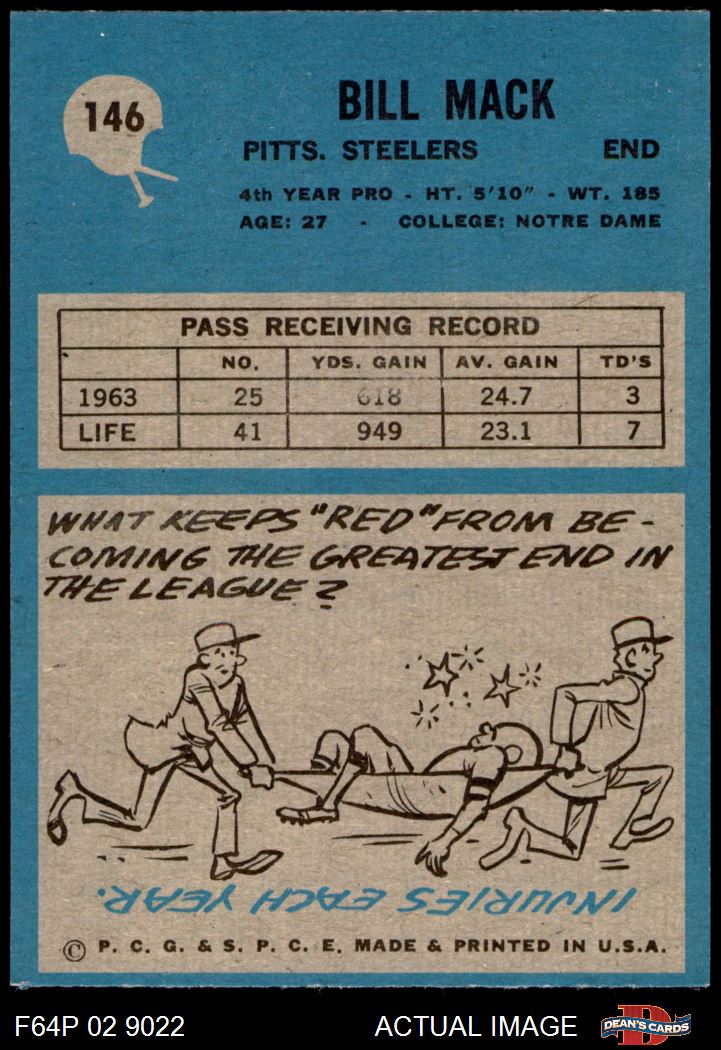 146
BILL MACK
PITTS. STEELERS END
4th YEAR PRO - HT. 5'10" - WT. 185
AGE: 27 - COLLEGE: NOTRE DAME
PASS RECEIVING RECORD
NO. YDS. GAIN AV. GAIN TD'S
1963 25 618 24.7 3
LIFE 41 949 23.1 7
WHAT KEEPS "RED" FROM BE-
COMING THE GREATEST END IN
THE LEAGUE?
INJURIES EACH YEAR.
© P. C. G. & S. P. C. E. MADE & PRINTED IN U.S.A.
F64P 02 9022 ACTUAL IMAGE D DEAN'S CARDS